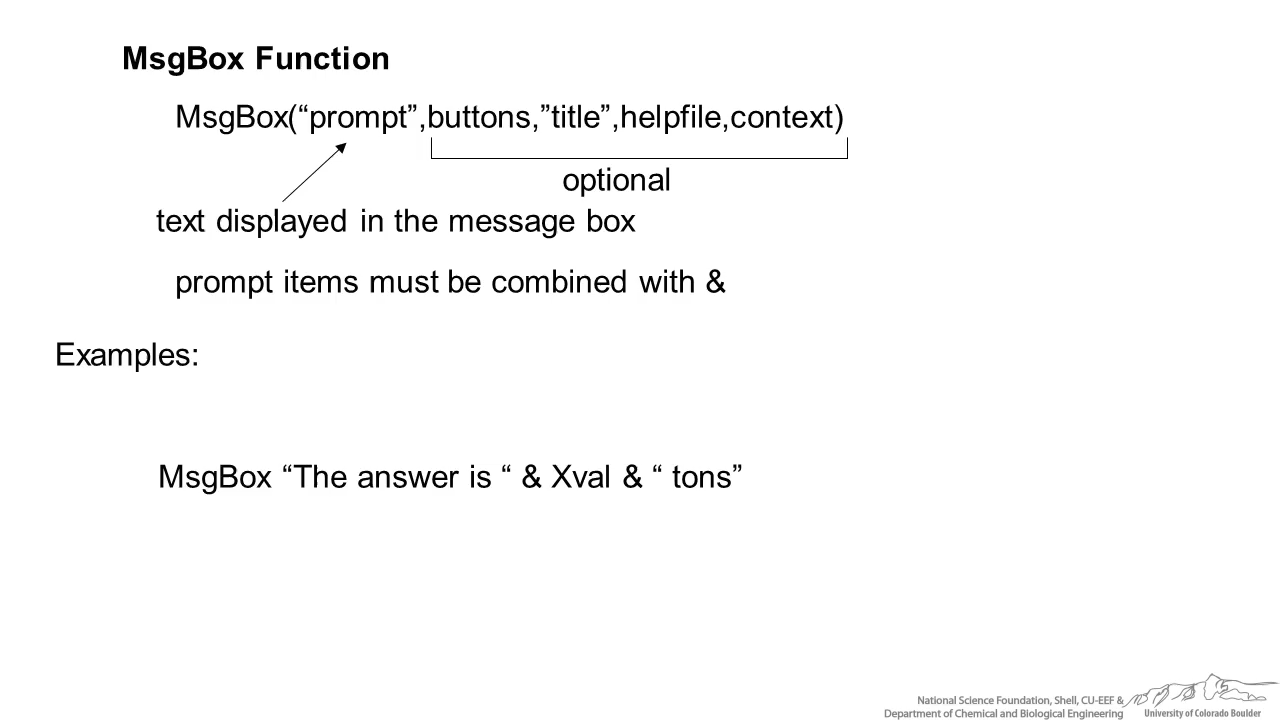 MsgBox Function
MsgBox(“prompt”,buttons,”title”,helpfile,context)
optional
text displayed in the message box
prompt items must be combined with &
Examples:
MsgBox “The answer is “ & Xval & “ tons”
National Science Foundation, Shell, CU-EEF &
Department of Chemical and Biological Engineering
University of Colorado Boulder